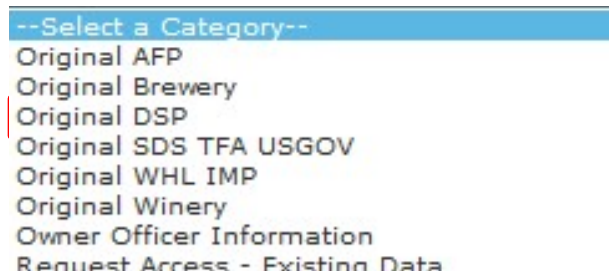 --Select a Category--
Original AFP
Original Brewery
Original DSP
Original SDS TFA USGOV
Original WHL IMP
Original Winery
Owner Officer Information
Request Access - Existing Data